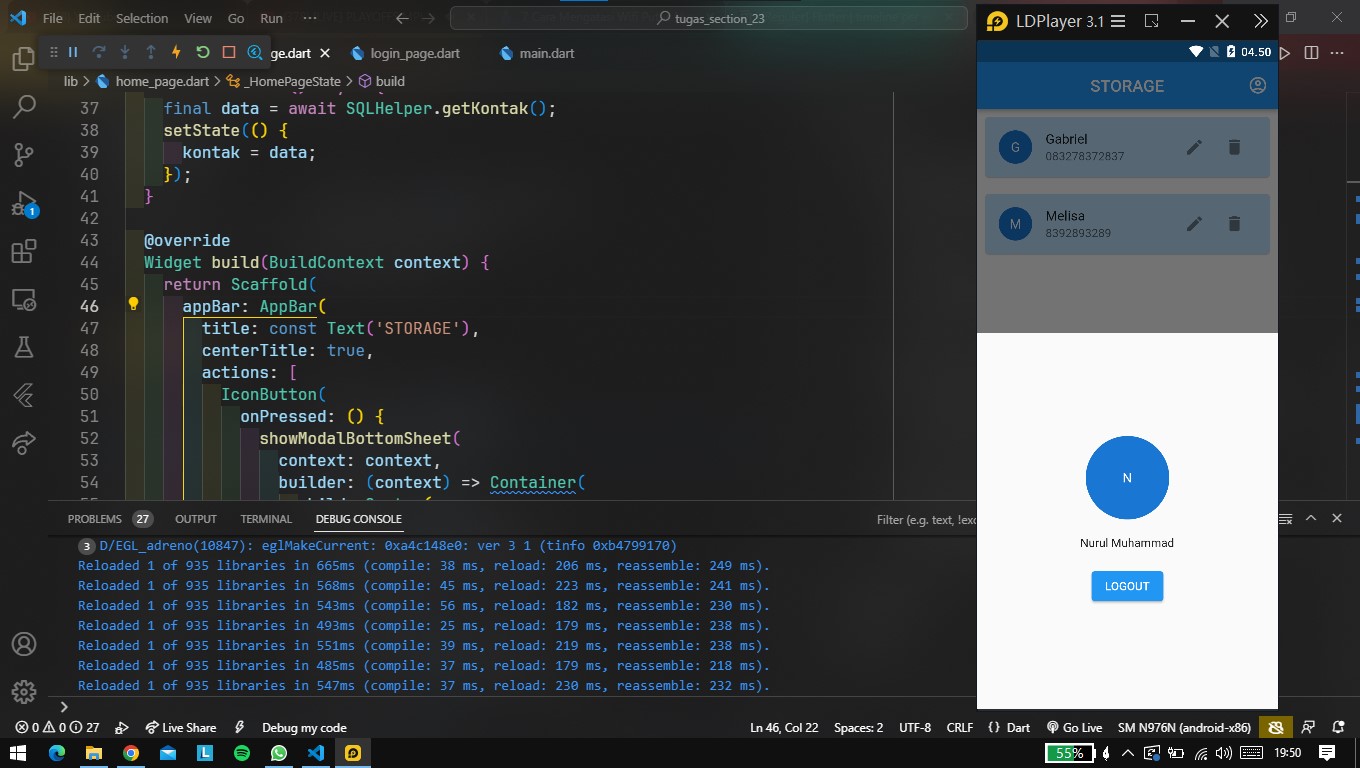 File Edit Selection View Go Run ··· tugas_section_23
LDPlayer 3.1
ge.dart login_page.dart main.dart
lib > home_page.dart > _HomePageState > build
37 final data = await SQLHelper.getKontak();
38 setState(() {
39 kontak = data;
40 });
41 }
42
43 @override
44 Widget build(BuildContext context) {
45 return Scaffold(
46 appBar: AppBar(
47 title: const Text('STORAGE'),
48 centerTitle: true,
49 actions: [
50 IconButton(
51 onPressed: () {
52 showModalBottomSheet(
53 context: context,
54 builder: (context) => Container(
04.50
STORAGE
G
Gabriel
083278372837
M
Melisa
8392893289
N
Nurul Muhammad
LOGOUT
PROBLEMS 27 OUTPUT TERMINAL DEBUG CONSOLE Filter (e.g. text, !exc
3 D/EGL_adreno(10847): eglMakeCurrent: 0xa4c148e0: ver 3 1 (tinfo 0xb4799170)
Reloaded 1 of 935 libraries in 665ms (compile: 38 ms, reload: 206 ms, reassemble: 249 ms).
Reloaded 1 of 935 libraries in 568ms (compile: 45 ms, reload: 223 ms, reassemble: 241 ms).
Reloaded 1 of 935 libraries in 543ms (compile: 56 ms, reload: 182 ms, reassemble: 230 ms).
Reloaded 1 of 935 libraries in 493ms (compile: 25 ms, reload: 179 ms, reassemble: 238 ms).
Reloaded 1 of 935 libraries in 551ms (compile: 39 ms, reload: 219 ms, reassemble: 238 ms).
Reloaded 1 of 935 libraries in 485ms (compile: 37 ms, reload: 179 ms, reassemble: 218 ms).
Reloaded 1 of 935 libraries in 547ms (compile: 37 ms, reload: 230 ms, reassemble: 232 ms).
0 0 27 Live Share Debug my code Ln 46, Col 22 Spaces: 2 UTF-8 CRLF {} Dart Go Live SM N976N (android-x86)
55% 19:50